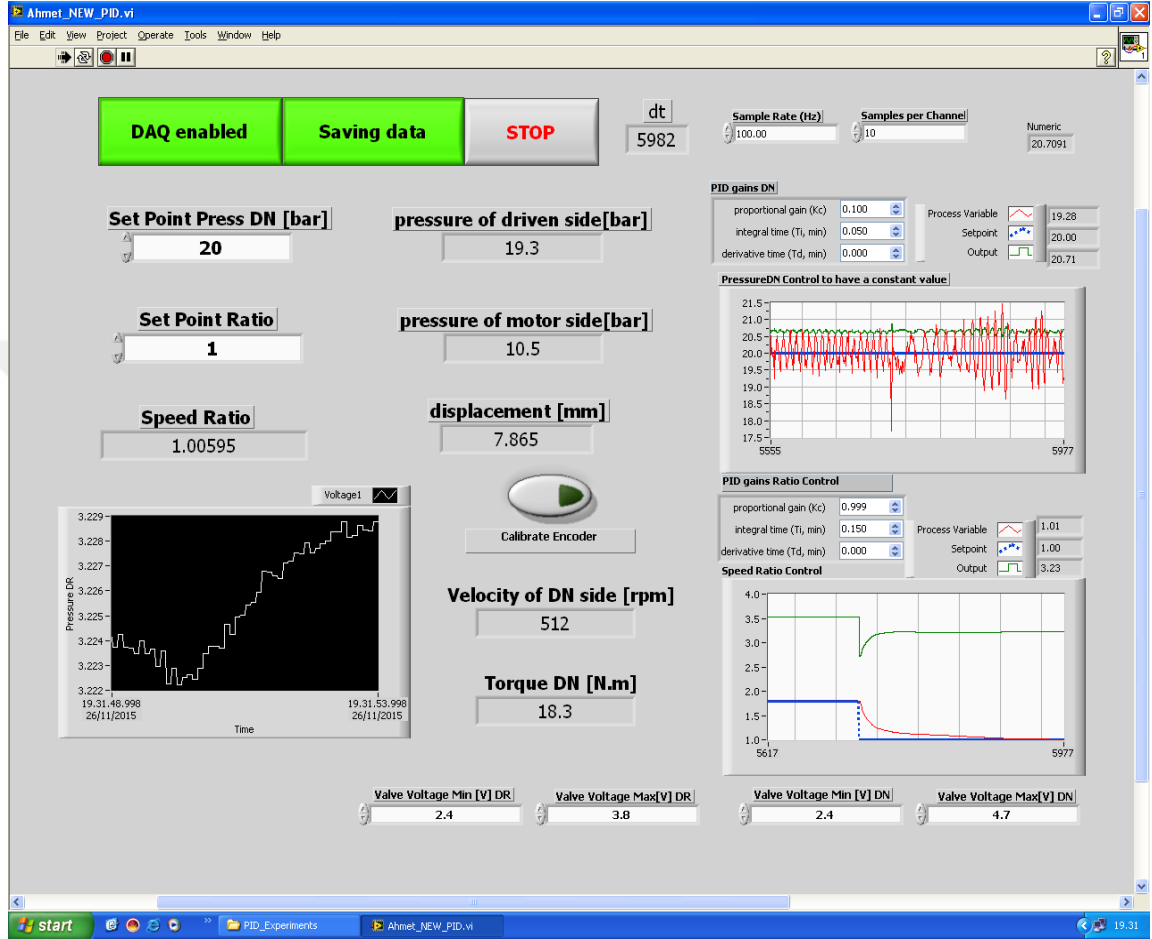 Ahmet_NEW_PID.vi
File Edit View Project Operate Tools Window Help
1
DAQ enabled
Saving data
STOP
dt
5982
Sample Rate (Hz)
100.00
Samples per Channel
10
Numeric
20.7091
Set Point Press DN [bar]
20
pressure of driven side[bar]
19.3
Set Point Ratio
1
pressure of motor side[bar]
10.5
Speed Ratio
1.00595
displacement [mm]
7.865
Calibrate Encoder
Velocity of DN side [rpm]
512
Torque DN [N.m]
18.3
Voltage1
Pressure DR
3.229
3.228
3.227
3.226
3.225
3.224
3.223
3.222
19.31.48.998
26/11/2015
19.31.53.998
26/11/2015
Time
PID gains DN
proportional gain (Kc) 0.100
integral time (Ti, min) 0.050
derivative time (Td, min) 0.000
Process Variable 19.28
Setpoint 20.00
Output 20.71
PressureDN Control to have a constant value
21.5
21.0
20.5
20.0
19.5
19.0
18.5
18.0
17.5
5555 5977
PID gains Ratio Control
proportional gain (Kc) 0.999
integral time (Ti, min) 0.150
derivative time (Td, min) 0.000
Process Variable 1.01
Setpoint 1.00
Output 3.23
Speed Ratio Control
4.0
3.5
3.0
2.5
2.0
1.5
1.0
5617 5977
Valve Voltage Min [V] DR
2.4
Valve Voltage Max[V] DR
3.8
Valve Voltage Min [V] DN
2.4
Valve Voltage Max[V] DN
4.7
start
PID_Experiments
Ahmet_NEW_PID.vi
19.31